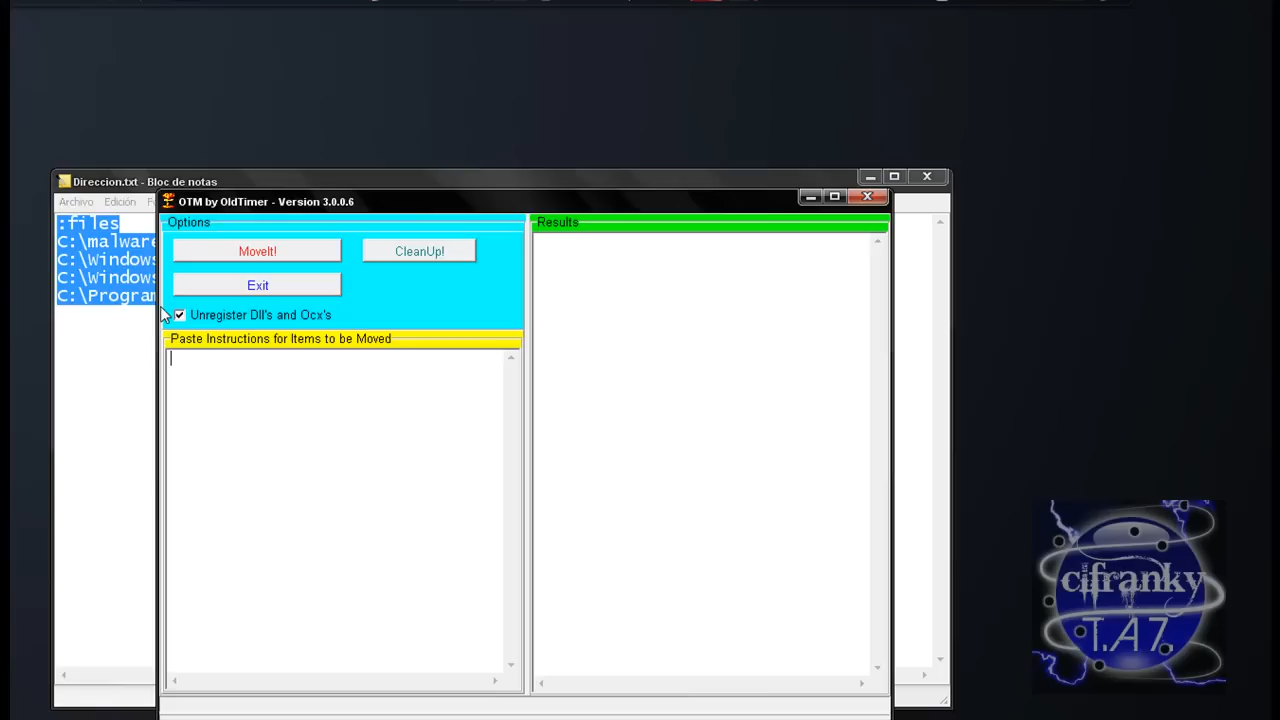 Direccion.txt - Bloc de notas
Archivo Edición
:files
C:\malware
C:\Windows
C:\Windows
C:\Program
OTM by OldTimer - Version 3.0.0.6
Options
MoveIt!
CleanUp!
Exit
Unregister Dll's and Ocx's
Paste Instructions for Items to be Moved
Results
cifranky
T.A7.